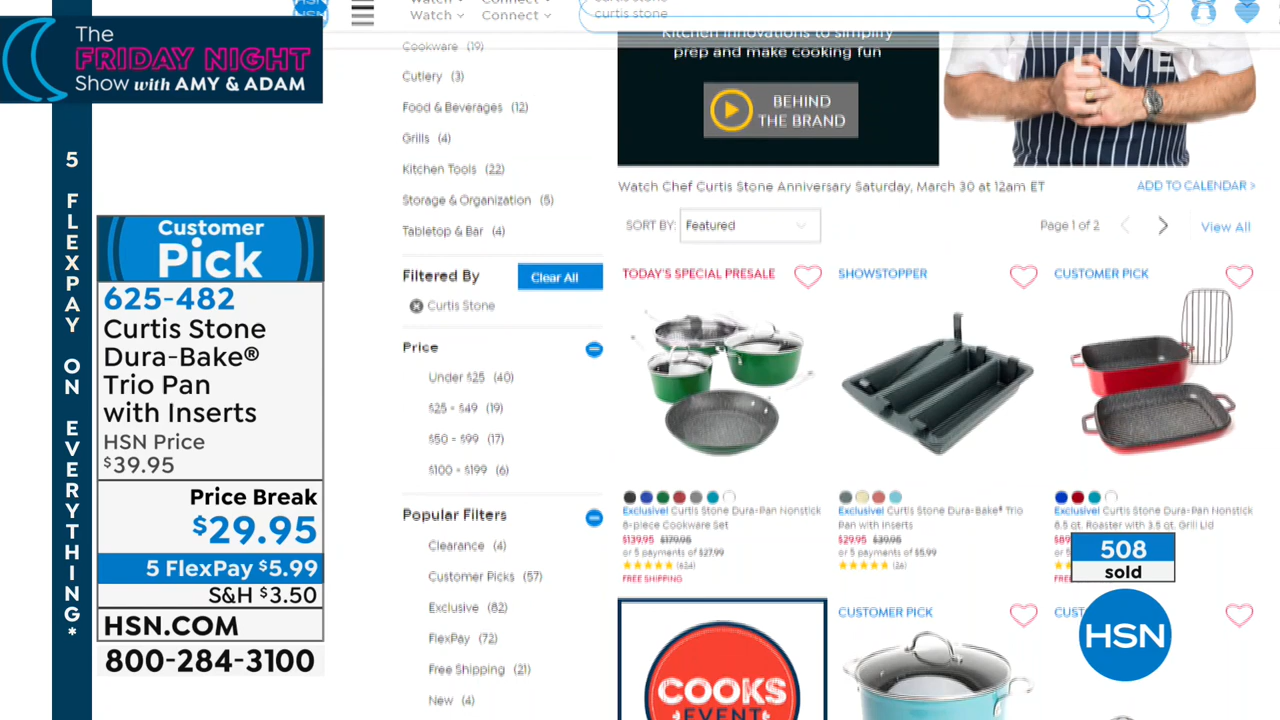 The
FRIDAY NIGHT
Show with AMY & ADAM
5 FLEXPAY ON EVERYTHING*
Customer
Pick
625-482
Curtis Stone
Dura-Bake®
Trio Pan
with Inserts
HSN Price
$39.95
Price Break
$29.95
5 FlexPay $5.99
S&H $3.50
HSN.COM
800-284-3100
HSN
Watch
Connect
curtis stone
Cookware (19)
Cutlery (3)
Food & Beverages (12)
Grills (4)
Kitchen Tools (22)
Storage & Organization (5)
Tabletop & Bar (4)
Filtered By
Clear All
Curtis Stone
Price
Under $25 (40)
$25 - $49 (19)
$50 - $99 (17)
$100 - $199 (6)
Popular Filters
Clearance (4)
Customer Picks (57)
Exclusive (82)
FlexPay (72)
Free Shipping (21)
New (4)
Kitchen innovations to simplify
prep and make cooking fun
BEHIND
THE BRAND
LIVE
Watch Chef Curtis Stone Anniversary Saturday, March 30 at 12am ET
ADD TO CALENDAR >
SORT BY: Featured
Page 1 of 2
View All
TODAY'S SPECIAL PRESALE
Exclusive! Curtis Stone Dura-Pan Nonstick
6-piece Cookware Set
$139.95 $179.95
or 5 payments of $27.99
FREE SHIPPING
SHOWSTOPPER
Exclusive! Curtis Stone Dura-Bake® Trio
Pan with Inserts
$29.95 $39.95
or 5 payments of $5.99
CUSTOMER PICK
Exclusive! Curtis Stone Dura-Pan Nonstick
8.5 qt. Roaster with 3.5 qt. Grill Lid
508
sold
COOKS
EVENT
CUSTOMER PICK
HSN